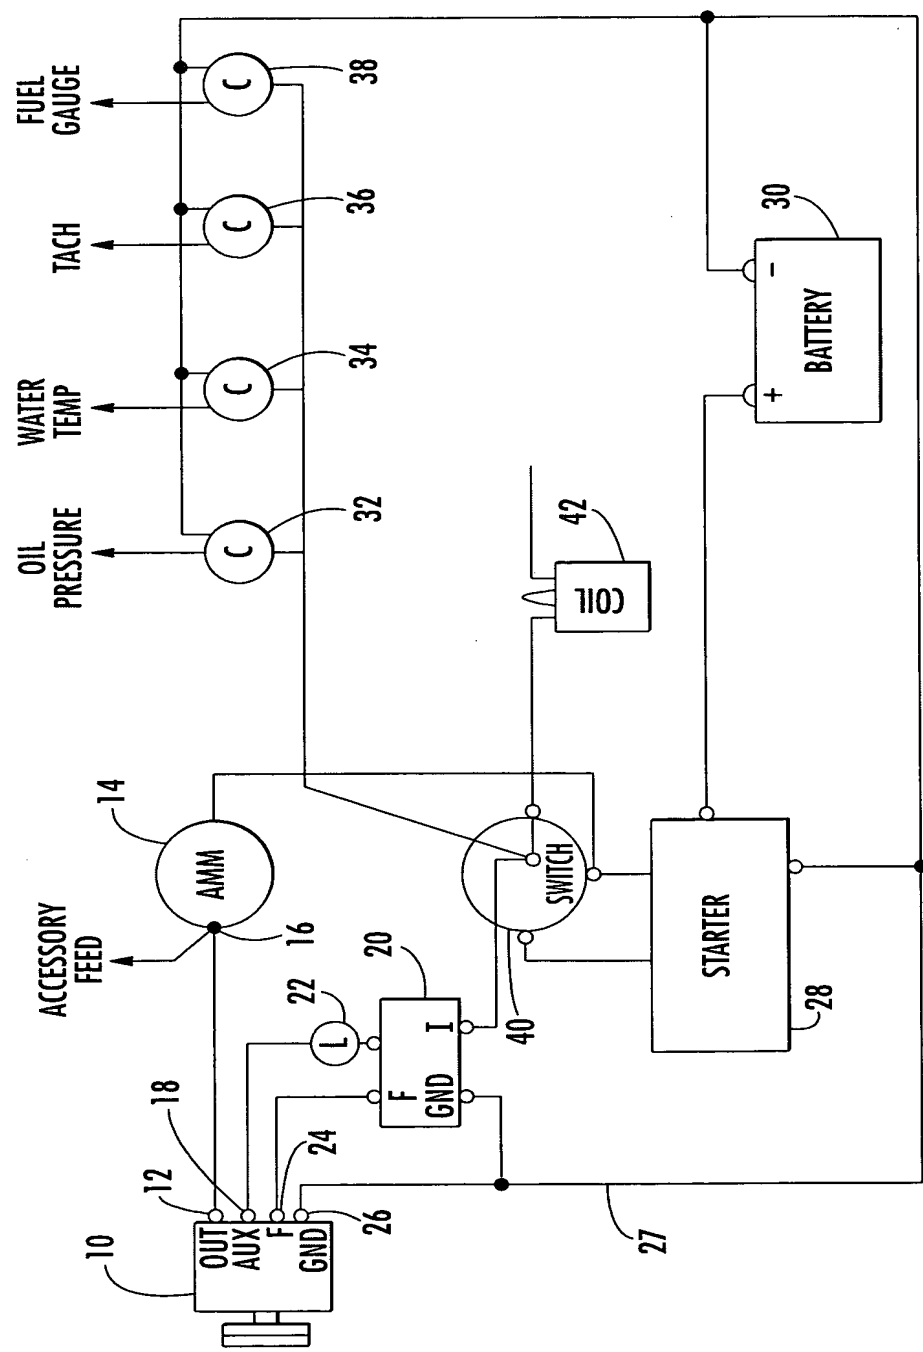 OIL
PRESSURE
WATER
TEMP
TACH
FUEL
GAUGE
C
C
C
C
32
34
36
38
ACCESSORY
FEED
14
AMM
16
10
12
18
OUT
AUX
F
GND
24
26
22
L
20
F
I
GND
40
SWITCH
42
COIL
27
STARTER
28
30
+
-
BATTERY